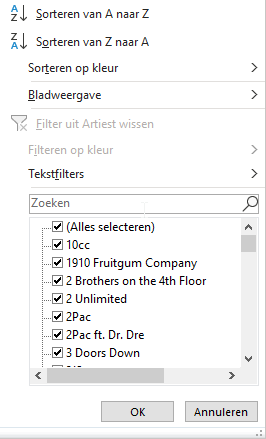 Sorteren van A naar Z
Sorteren van Z naar A
Sorteren op kleur
Bladweergave
Filter uit Artiest wissen
Filteren op kleur
Tekstfilters
Zoeken
(Alles selecteren)
10cc
1910 Fruitgum Company
2 Brothers on the 4th Floor
2 Unlimited
2Pac
2Pac ft. Dr. Dre
3 Doors Down
OK
Annuleren